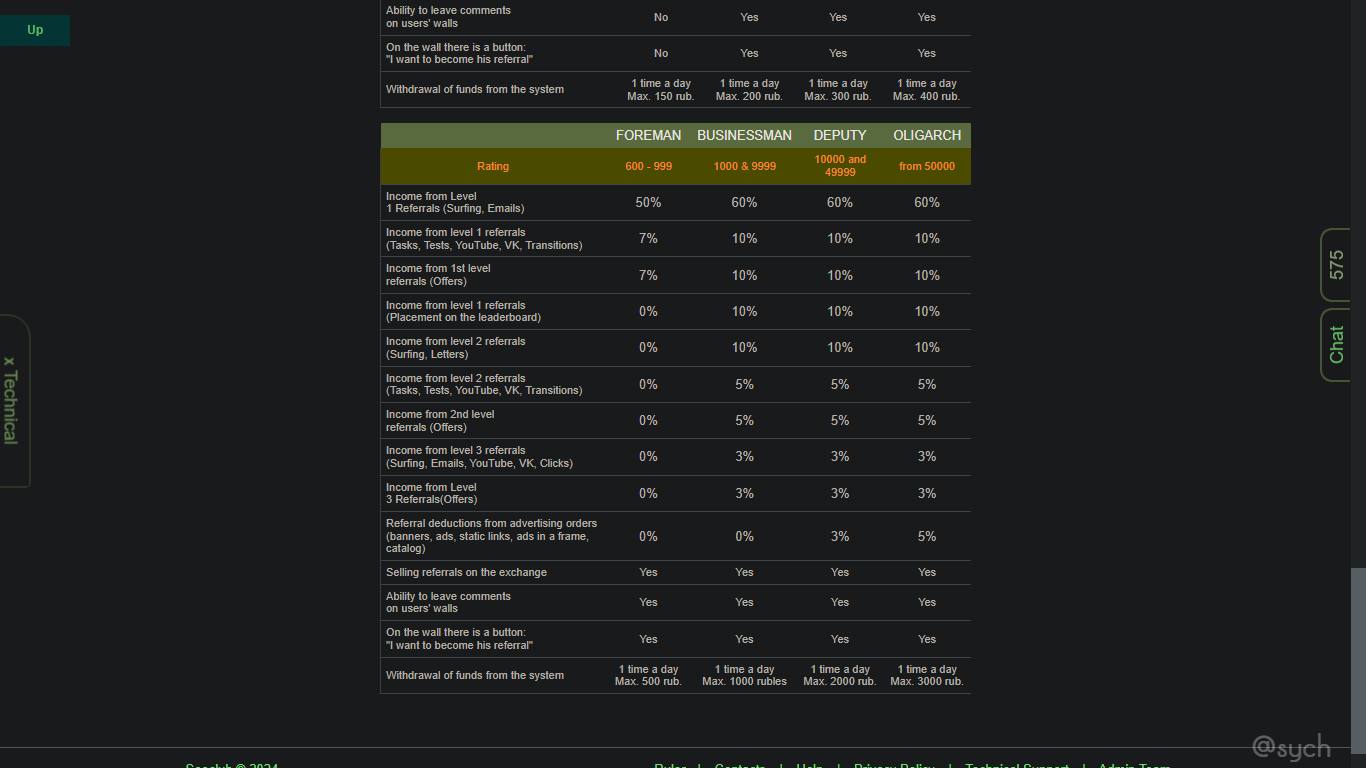 Up
Ability to leave comments
on users' walls
No Yes Yes Yes
On the wall there is a button:
"I want to become his referral"
No Yes Yes Yes
Withdrawal of funds from the system
1 time a day 1 time a day 1 time a day 1 time a day
Max. 150 rub. Max. 200 rub. Max. 300 rub. Max. 400 rub.
FOREMAN BUSINESSMAN DEPUTY OLIGARCH
Rating 600 - 999 1000 & 9999 10000 and
49999 from 50000
Income from Level
1 Referrals (Surfing, Emails)
50% 60% 60% 60%
Income from level 1 referrals
(Tasks, Tests, YouTube, VK, Transitions)
7% 10% 10% 10%
Income from 1st level
referrals (Offers)
7% 10% 10% 10%
Income from level 1 referrals
(Placement on the leaderboard)
0% 10% 10% 10%
Income from level 2 referrals
(Surfing, Letters)
0% 10% 10% 10%
Income from level 2 referrals
(Tasks, Tests, YouTube, VK, Transitions)
0% 5% 5% 5%
Income from 2nd level
referrals (Offers)
0% 5% 5% 5%
Income from level 3 referrals
(Surfing, Emails, YouTube, VK, Clicks)
0% 3% 3% 3%
Income from Level
3 Referrals(Offers)
0% 3% 3% 3%
Referral deductions from advertising orders
(banners, ads, static links, ads in a frame,
catalog)
0% 0% 3% 5%
Selling referrals on the exchange Yes Yes Yes Yes
Ability to leave comments
on users' walls
Yes Yes Yes Yes
On the wall there is a button:
"I want to become his referral"
Yes Yes Yes Yes
Withdrawal of funds from the system
1 time a day 1 time a day 1 time a day 1 time a day
Max. 500 rub. Max. 1000 rubles Max. 2000 rub. Max. 3000 rub.
x Technical
575
Chat
@sych
Rules | Contacts | Help | Privacy Policy | Technical Support | Admin Team